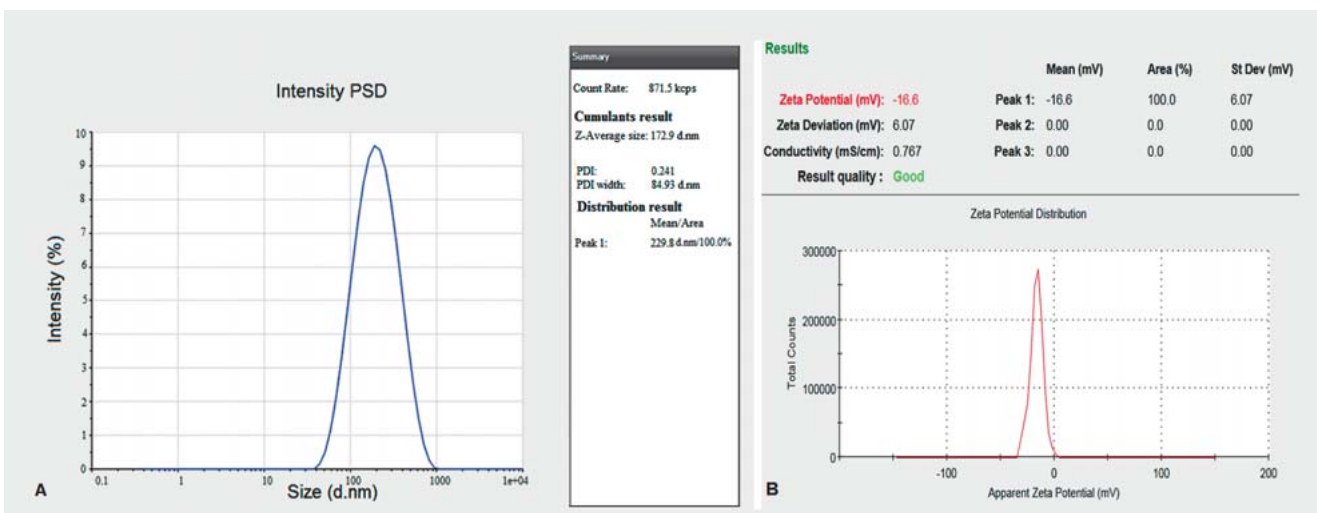 Intensity PSD
Intensity (%)
10
9
8
7
6
5
4
3
2
1
0
0.1 1 10 100 1000 1e+04
Size (d.nm)
A
Summary
Count Rate: 871.5 kcps
Cumulants result
Z-Average size: 172.9 d.nm
PDI: 0.241
PDI width: 84.93 d.nm
Distribution result
Mean/Area
Peak 1: 229.8 d.nm/100.0%
Results
Mean (mV) Area (%) St Dev (mV)
Zeta Potential (mV): -16.6 Peak 1: -16.6 100.0 6.07
Zeta Deviation (mV): 6.07 Peak 2: 0.00 0.0 0.00
Conductivity (mS/cm): 0.767 Peak 3: 0.00 0.0 0.00
Result quality : Good
Zeta Potential Distribution
Total Counts
300000
200000
100000
0
-100 0 100 200
Apparent Zeta Potential (mV)
B